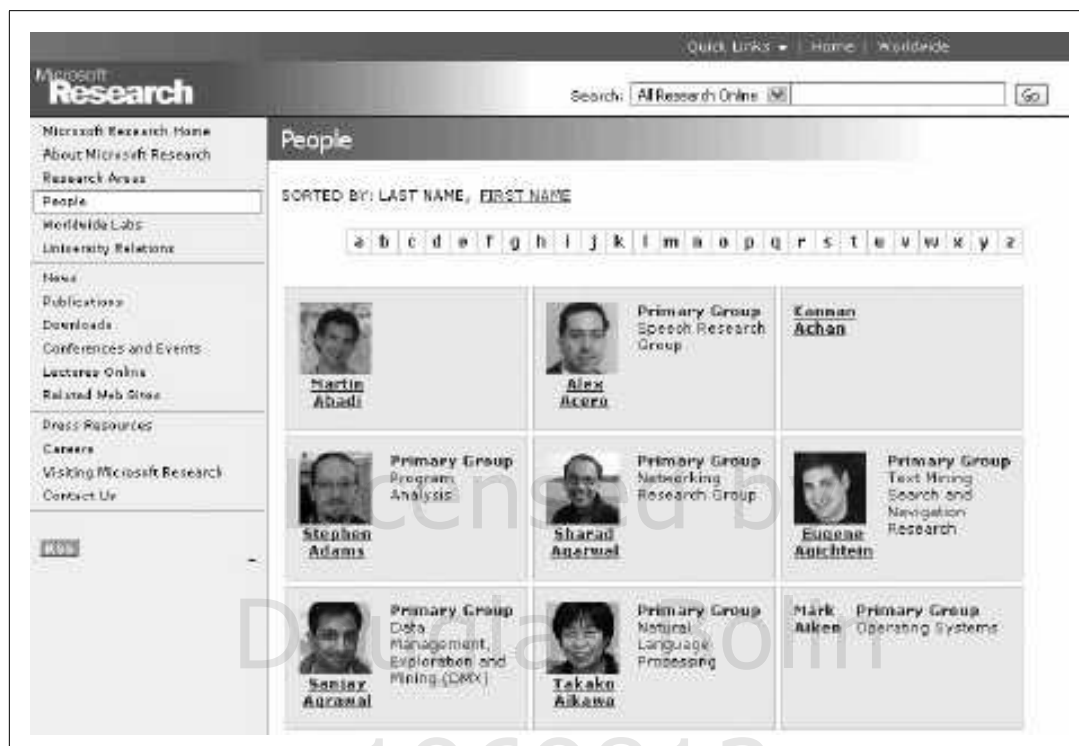 Quick Links | Home | Worldwide
Microsoft
Research
Search: All Research Online Go
Microsoft Research Home
About Microsoft Research
Research Areas
People
Worldwide Labs
University Relations
News
Publications
Downloads
Conferences and Events
Lectures Online
Related Web Sites
Press Resources
Careers
Visiting Microsoft Research
Contact Us
RSS
People
SORTED BY: LAST NAME, FIRST NAME
a b c d e f g h i j k l m n o p q r s t u v w x y z
Martin
Abadi
Alex
Acero
Primary Group
Speech Research
Group
Kannan
Achan
Stephen
Adams
Primary Group
Program
Analysis
Sharad
Agarwal
Primary Group
Networking
Research Group
Eugene
Agichtein
Primary Group
Text Mining
Search and
Navigation
Research
Sanjay
Agrawal
Primary Group
Data
Management,
Exploration and
Mining (DMX)
Takako
Aikawa
Primary Group
Natural
Language
Processing
Mark
Aiken
Primary Group
Operating Systems
Licensed b